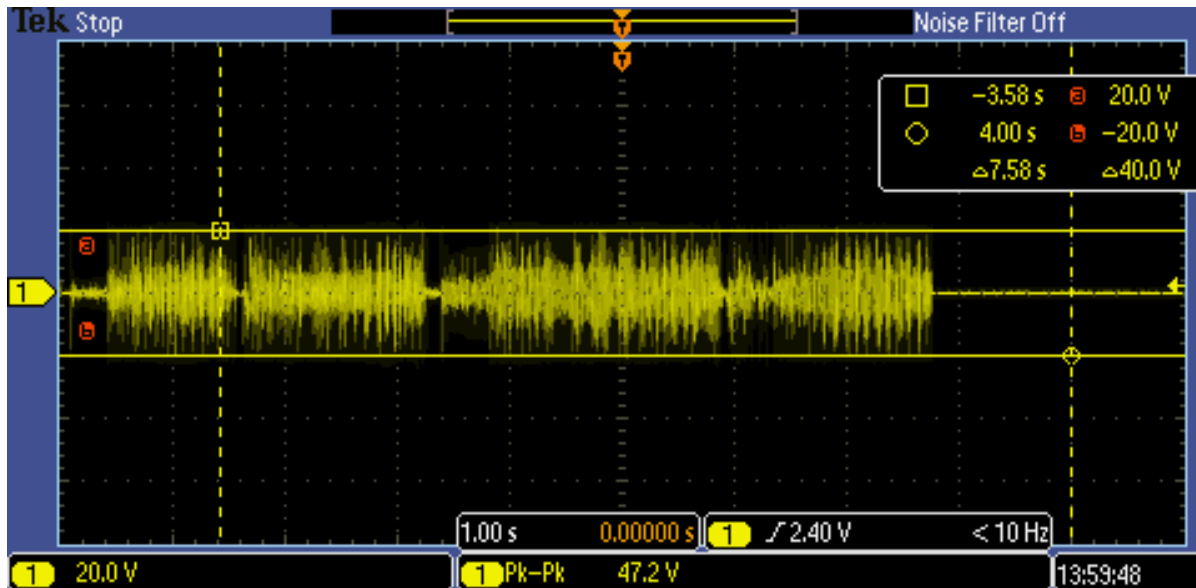 Tek Stop Noise Filter Off
T
T
□ −3.58 s a 20.0 V
○ 4.00 s b −20.0 V
△7.58 s △40.0 V
a
1
b
1.00 s 0.00000 s 1 / 2.40 V < 10 Hz
1 20.0 V 1 Pk−Pk 47.2 V 13:59:48